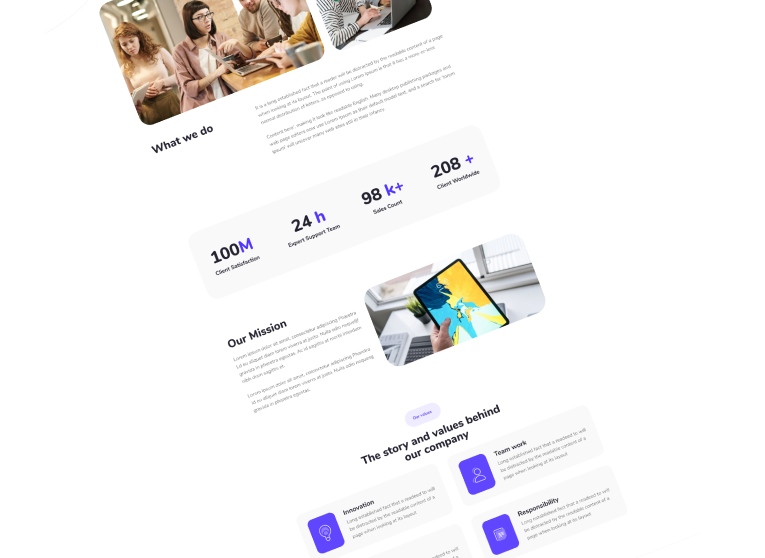 What we do
It is a long established fact that a reader will be distracted by the readable content of a page
when looking at its layout. The point of using Lorem Ipsum is that it has a more-or-less
normal distribution of letters, as opposed to using.
Content here', making it look like readable English. Many desktop publishing packages and
web page editors now use Lorem Ipsum as their default model text, and a search for 'lorem
ipsum' will uncover many web sites still in their infancy.
100M
Client Satisfaction
24 h
Expert Support Team
98 k+
Sales Count
208 +
Client Worldwide
Our Mission
Lorem ipsum dolor sit amet, consectetur adipiscing Pharetra
Id eu aliquet diam lorem viverra at justo. Nulla odio nequeif
gravida in pharetra egestas. Ac id sagittis at morbi interdum
nibh proin sagittis et.
Lorem ipsum dolor sit amet, consectetur adipiscing Pharetra
id eu aliquet diam lorem viverra at justo. Nulla odio nequeif
gravida in pharetra egestas.
Our values
The story and values behind
our company
Innovation
Long established fact that a readeed to will
be distracted by the readable content of a
page when looking at its layout
Team work
Long established fact that a readeed to will
be distracted by the readable content of a
page when looking at its layout
Responsibility
Long established fact that a readeed to will
be distracted by the readable content of a
page when looking at its layout